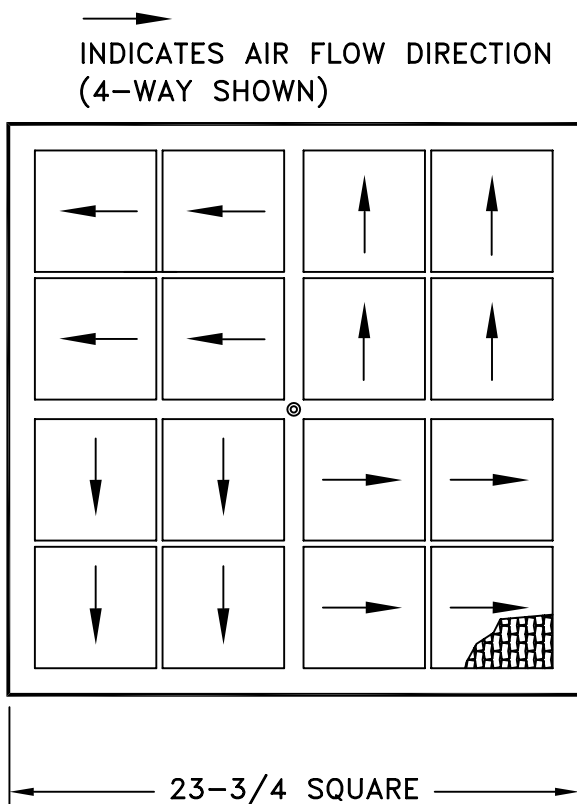 INDICATES AIR FLOW DIRECTION
(4-WAY SHOWN)
23-3/4 SQUARE